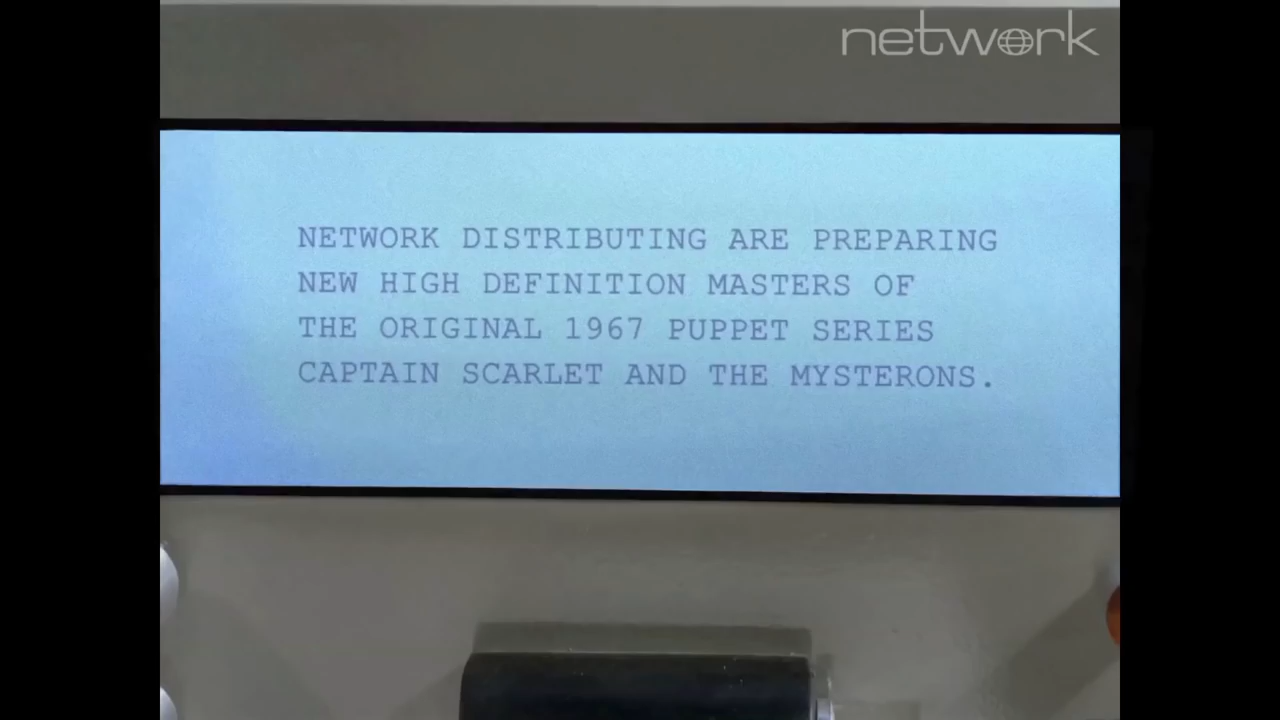 network
NETWORK DISTRIBUTING ARE PREPARING
NEW HIGH DEFINITION MASTERS OF
THE ORIGINAL 1967 PUPPET SERIES
CAPTAIN SCARLET AND THE MYSTERONS.